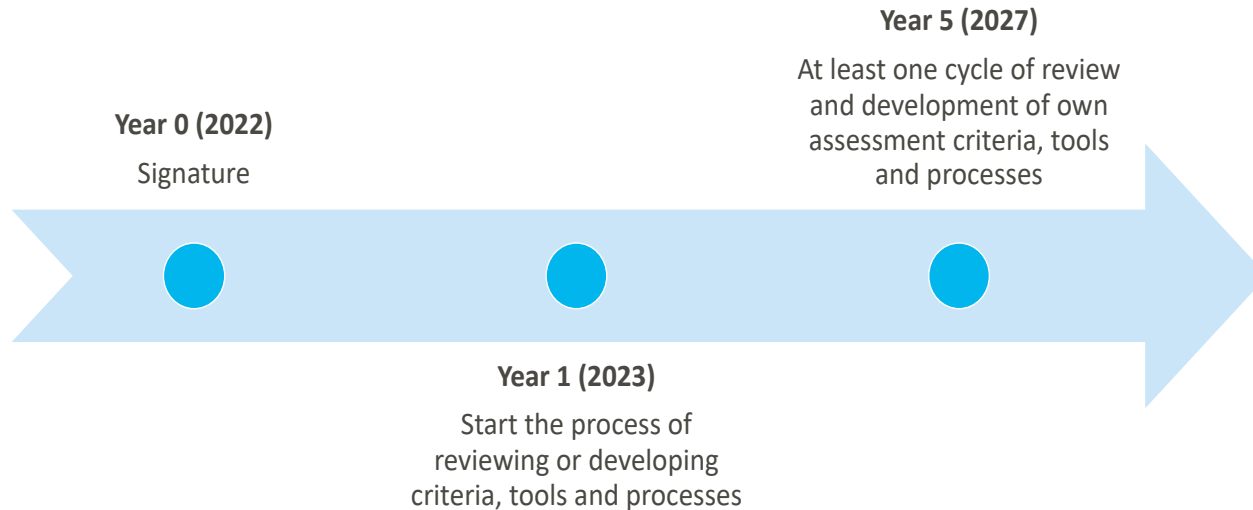 Year 0 (2022)
Signature
Year 1 (2023)
Start the process of
reviewing or developing
criteria, tools and processes
Year 5 (2027)
At least one cycle of review
and development of own
assessment criteria, tools
and processes